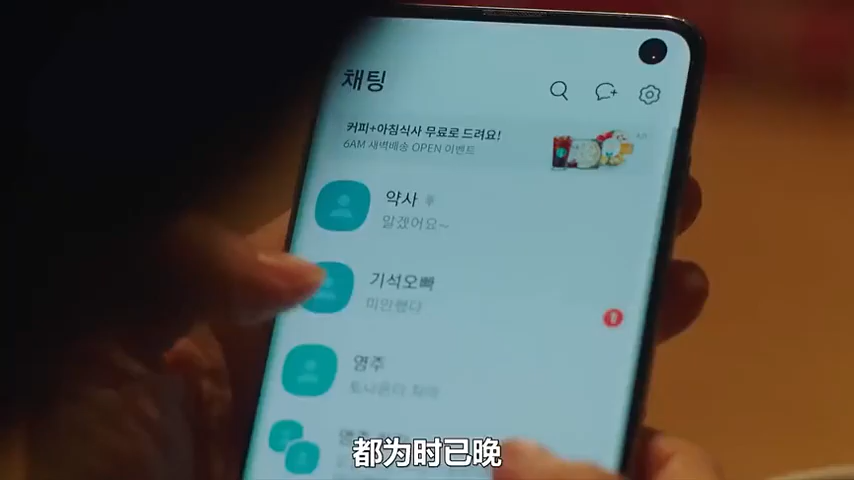 채팅
커피+아침식사 무료로 드려요!
6AM 새벽배송 OPEN 이벤트
약사
알겠어요~
기석오빠
미안했다
영주
都为时已晚